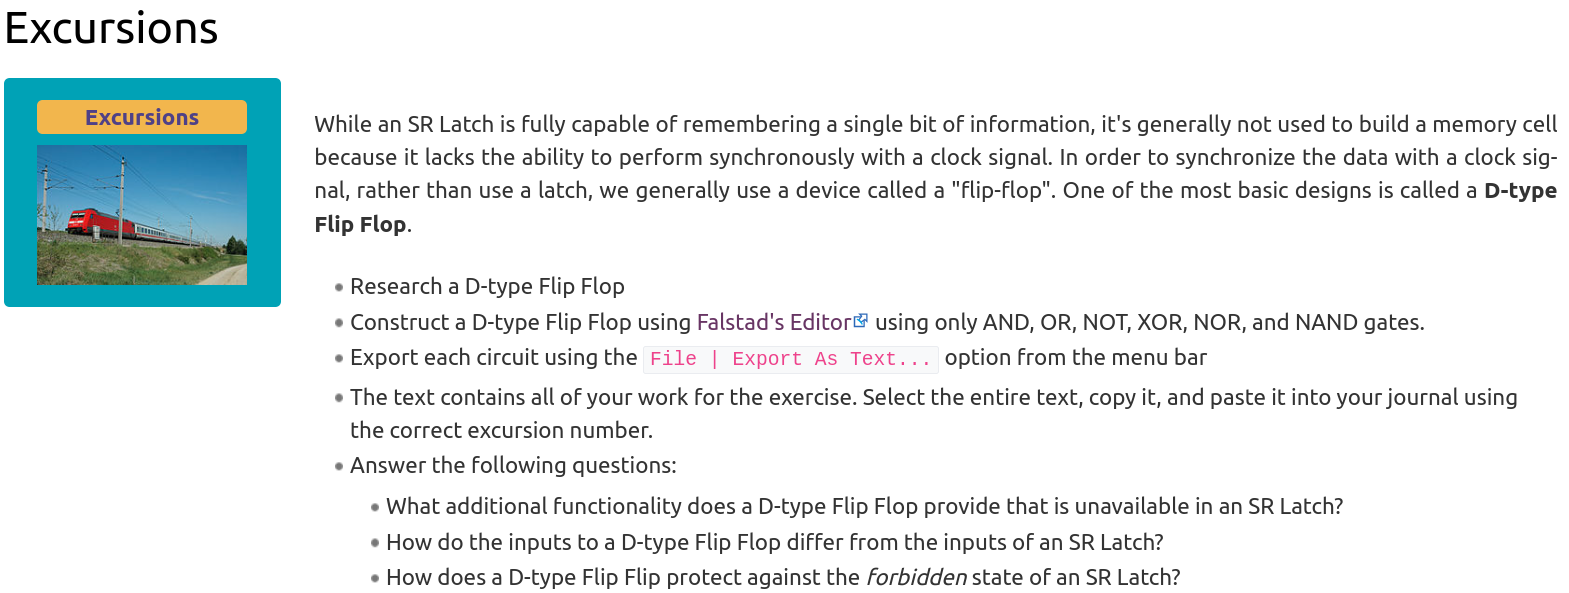 Excursions
Excursions
While an SR Latch is fully capable of remembering a single bit of information, it's generally not used to build a memory cell
because it lacks the ability to perform synchronously with a clock signal. In order to synchronize the data with a clock sig-
nal, rather than use a latch, we generally use a device called a "flip-flop". One of the most basic designs is called a D-type
Flip Flop.
Research a D-type Flip Flop
Construct a D-type Flip Flop using Falstad's Editor using only AND, OR, NOT, XOR, NOR, and NAND gates.
Export each circuit using the File | Export As Text... option from the menu bar
The text contains all of your work for the exercise. Select the entire text, copy it, and paste it into your journal using
the correct excursion number.
Answer the following questions:
What additional functionality does a D-type Flip Flop provide that is unavailable in an SR Latch?
How do the inputs to a D-type Flip Flop differ from the inputs of an SR Latch?
How does a D-type Flip Flip protect against the forbidden state of an SR Latch?